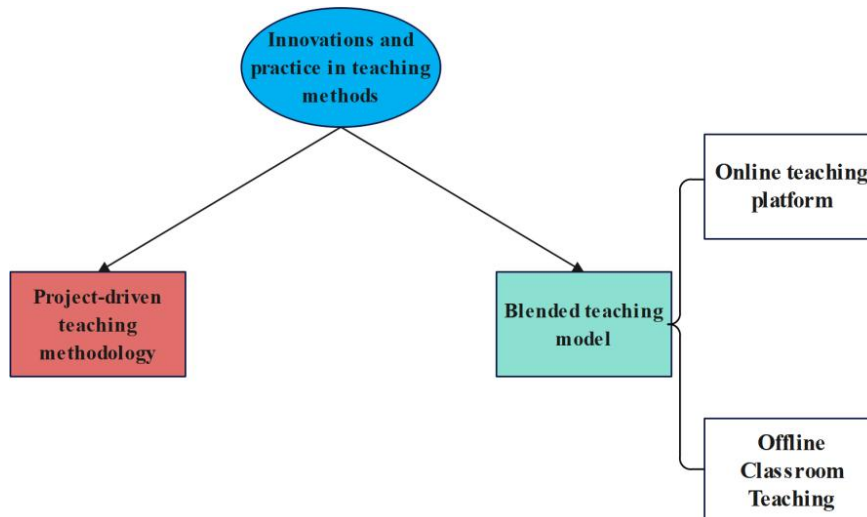 Innovations and
practice in teaching
methods
Online teaching
platform
Project-driven
teaching
methodology
Blended teaching
model
Offline
Classroom
Teaching